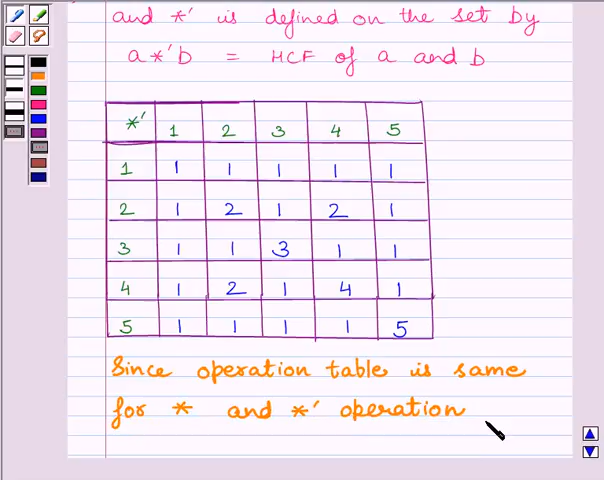 and *' is defined on the set by
a *' b = HCF of a and b
*' 1 2 3 4 5
1 1 1 1 1 1
2 1 2 1 2 1
3 1 1 3 1 1
4 1 2 1 4 1
5 1 1 1 1 5
Since operation table is same
for * and *' operation